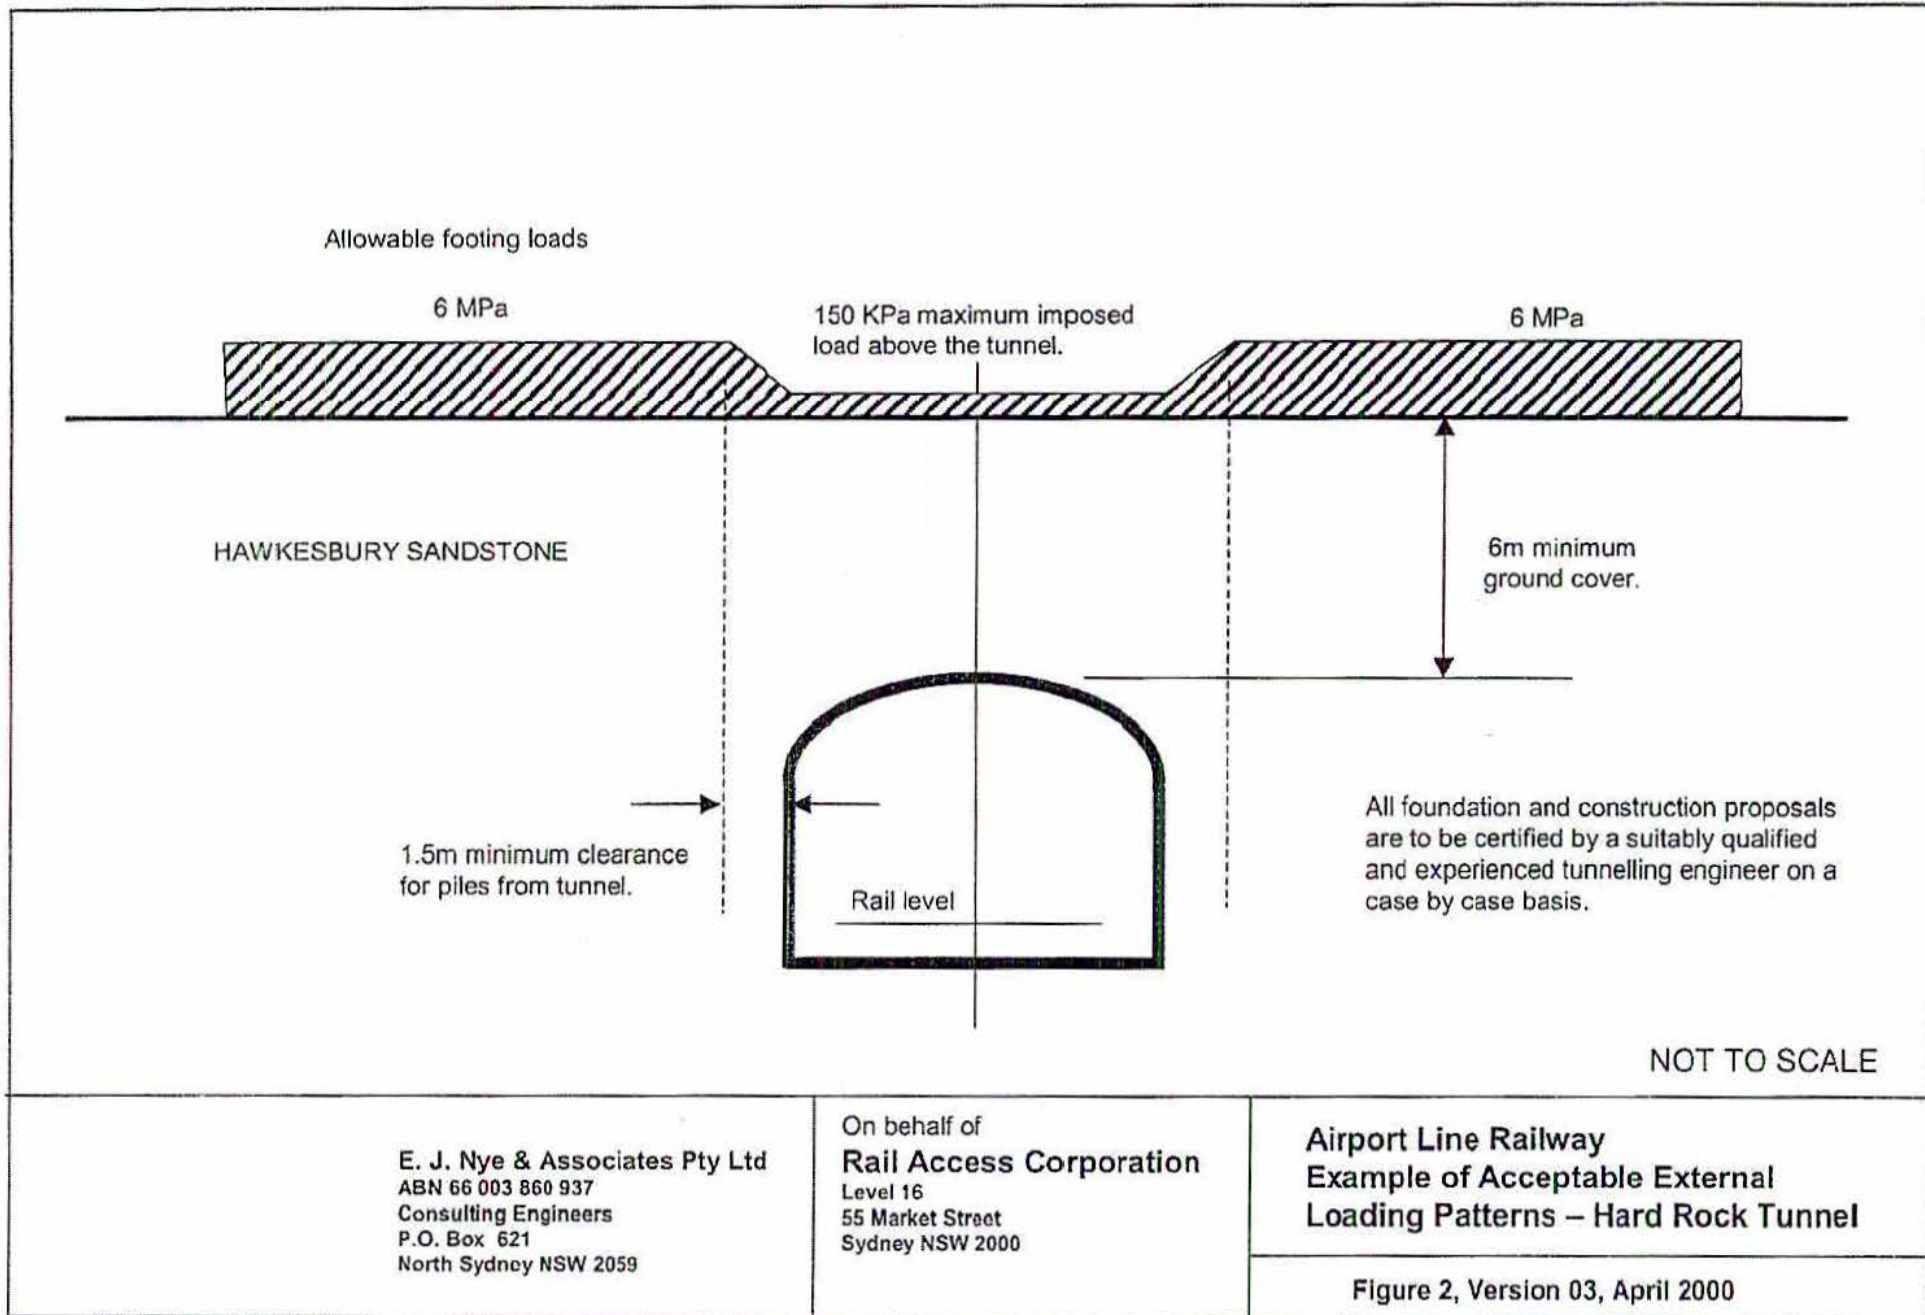 Allowable footing loads
6 MPa
150 KPa maximum imposed
load above the tunnel.
6 MPa
HAWKESBURY SANDSTONE
6m minimum
ground cover.
1.5m minimum clearance
for piles from tunnel.
Rail level
All foundation and construction proposals
are to be certified by a suitably qualified
and experienced tunnelling engineer on a
case by case basis.
NOT TO SCALE
E. J. Nye & Associates Pty Ltd
ABN 66 003 860 937
Consulting Engineers
P.O. Box 621
North Sydney NSW 2059
On behalf of
Rail Access Corporation
Level 16
55 Market Street
Sydney NSW 2000
Airport Line Railway
Example of Acceptable External
Loading Patterns – Hard Rock Tunnel
Figure 2, Version 03, April 2000